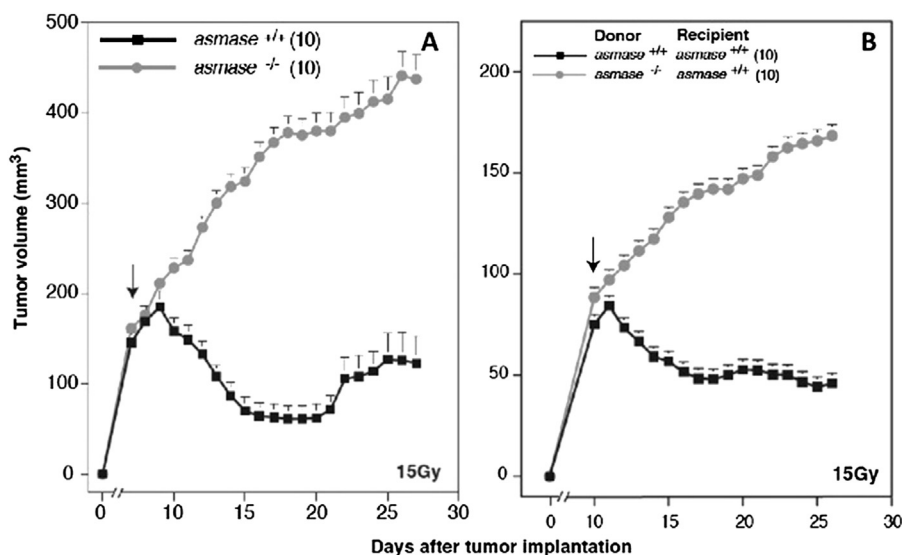 A
asmase +/+ (10)
asmase -/- (10)
500
400
300
200
100
0
Tumor volume (mm3)
0 10 15 20 25 30
15Gy
B
Donor Recipient
asmase +/+ asmase +/+ (10)
asmase -/- asmase +/+ (10)
200
150
100
50
0
0 10 15 20 25 30
15Gy
Days after tumor implantation